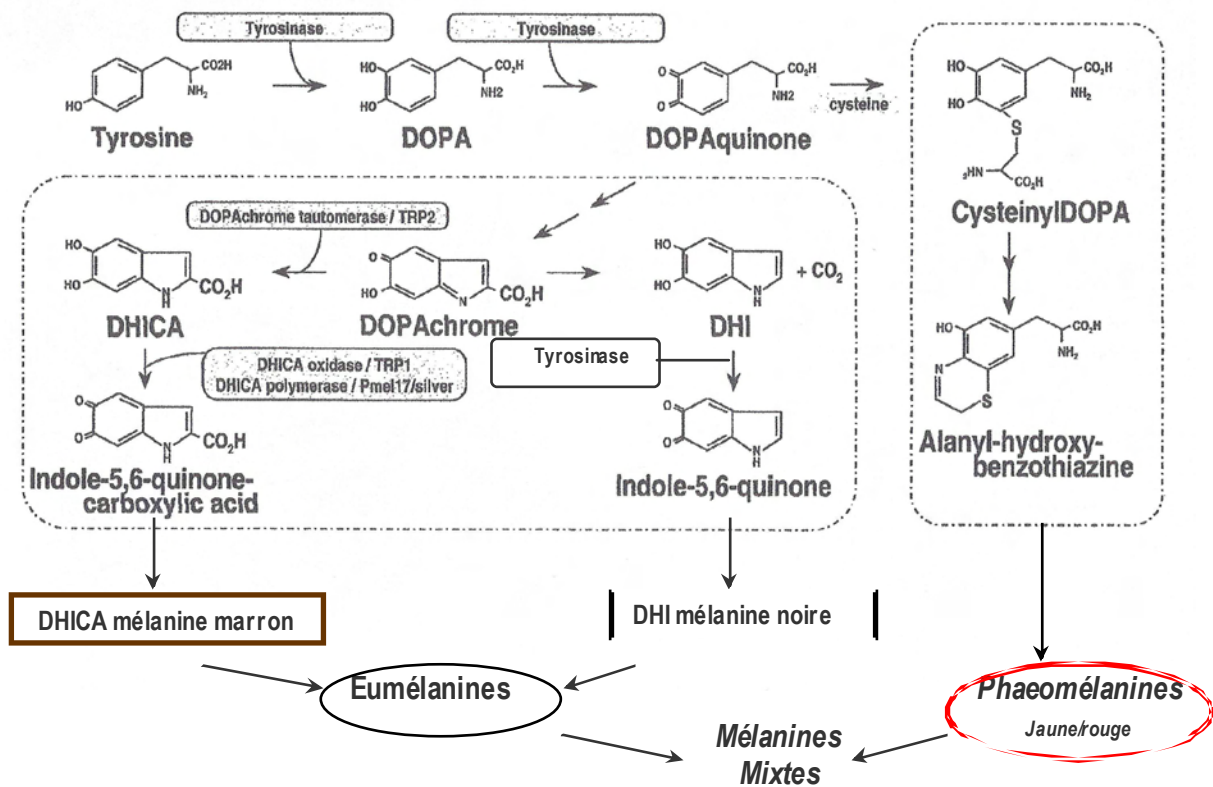 Tyrosinase
Tyrosinase
HO
CO2H
NH2
Tyrosine
HO
HO
CO2H
NH2
DOPA
O
O
CO2H
NH2
DOPAquinone
cysteine
HO
HO
CO2H
NH2
S
2HN
CO2H
CysteinylDOPA
DOPAchrome tautomerase / TRP2
HO
HO
N
H
CO2H
DHICA
O
HO
N
CO2H
DOPAchrome
HO
HO
N
H
+ CO2
DHI
DHICA oxidase / TRP1
DHICA polymerase / Pmel17/silver
Tyrosinase
HO
CO2H
NH2
N
S
Alanyl-hydroxy-
benzothiazine
O
O
N
H
CO2H
Indole-5,6-quinone-
carboxylic acid
O
O
N
H
Indole-5,6-quinone
DHICA mélanine marron
DHI mélanine noire
Eumélanines
Phaeomélanines
Jaune/rouge
Mélanines
Mixtes